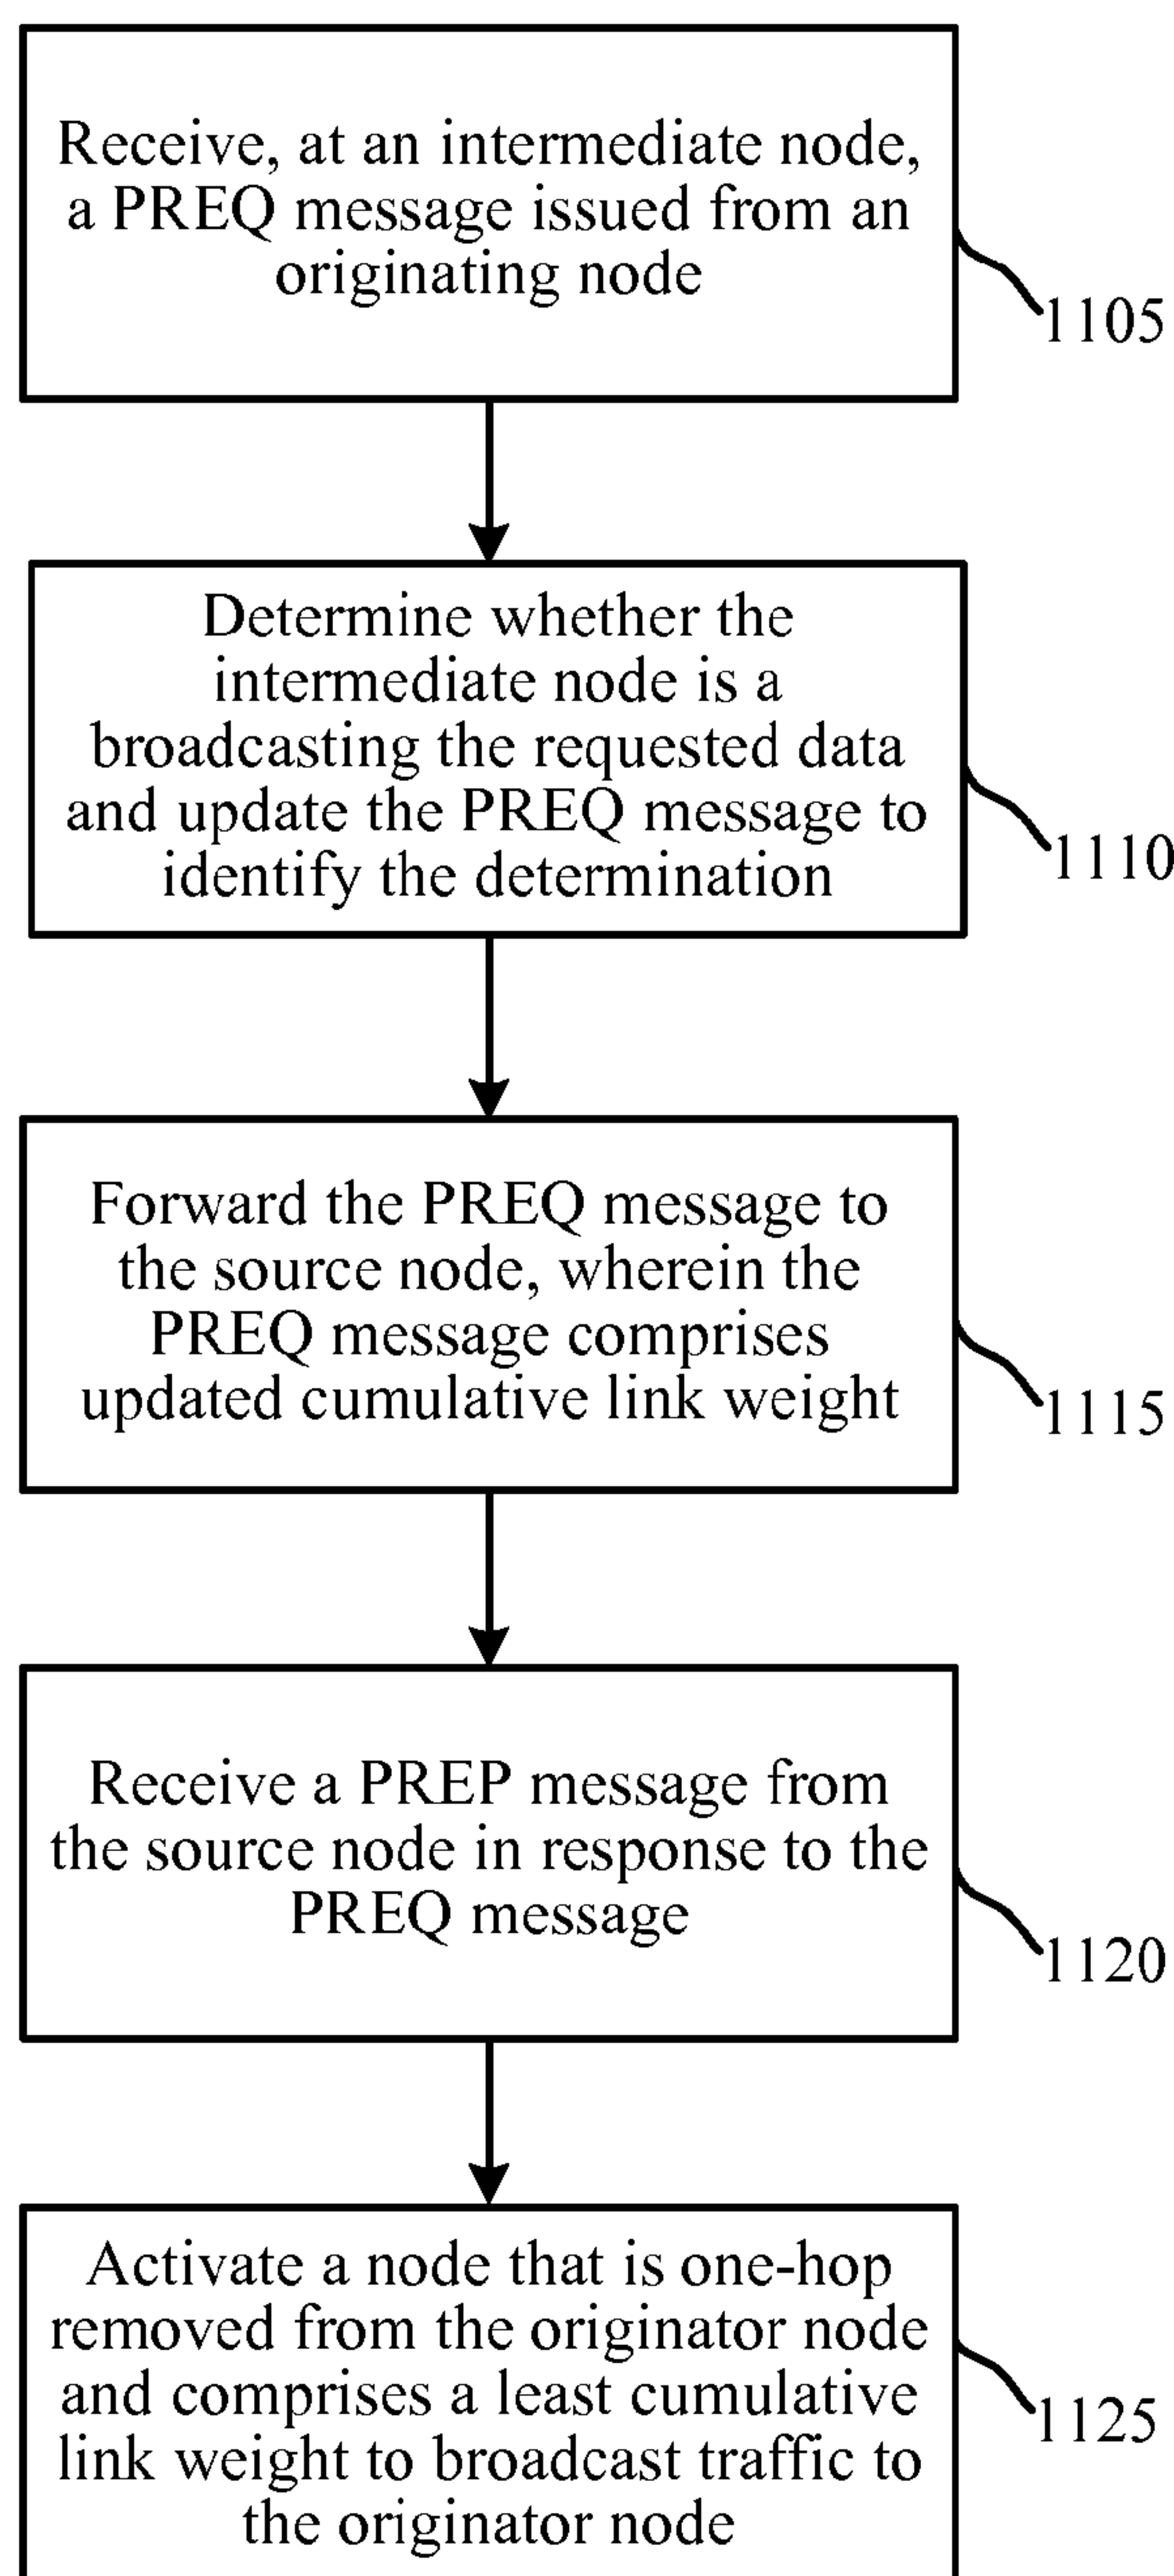 Receive, at an intermediate node,
a PREQ message issued from an
originating node
1105
Determine whether the
intermediate node is a
broadcasting the requested data
and update the PREQ message to
identify the determination
1110
Forward the PREQ message to
the source node, wherein the
PREQ message comprises
updated cumulative link weight
1115
Receive a PREP message from
the source node in response to the
PREQ message
1120
Activate a node that is one-hop
removed from the originator node
and comprises a least cumulative
link weight to broadcast traffic to
the originator node
1125